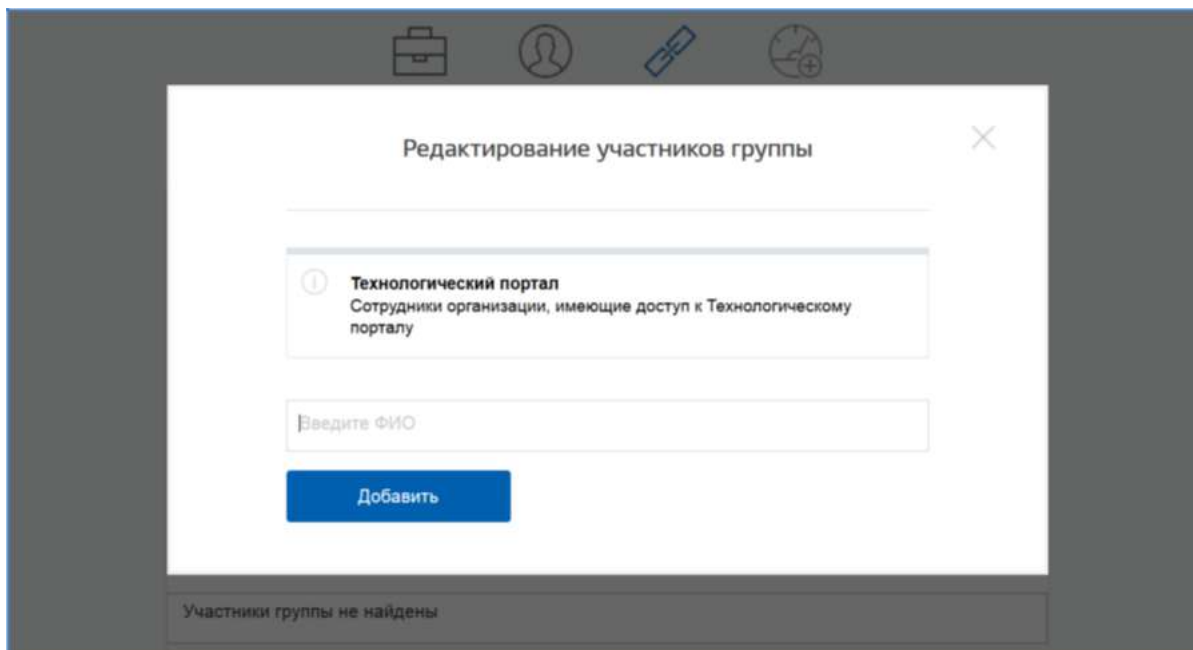 Редактирование участников группы
Технологический портал
Сотрудники организации, имеющие доступ к Технологическому
порталу
Введите ФИО
Добавить
Участники группы не найдены